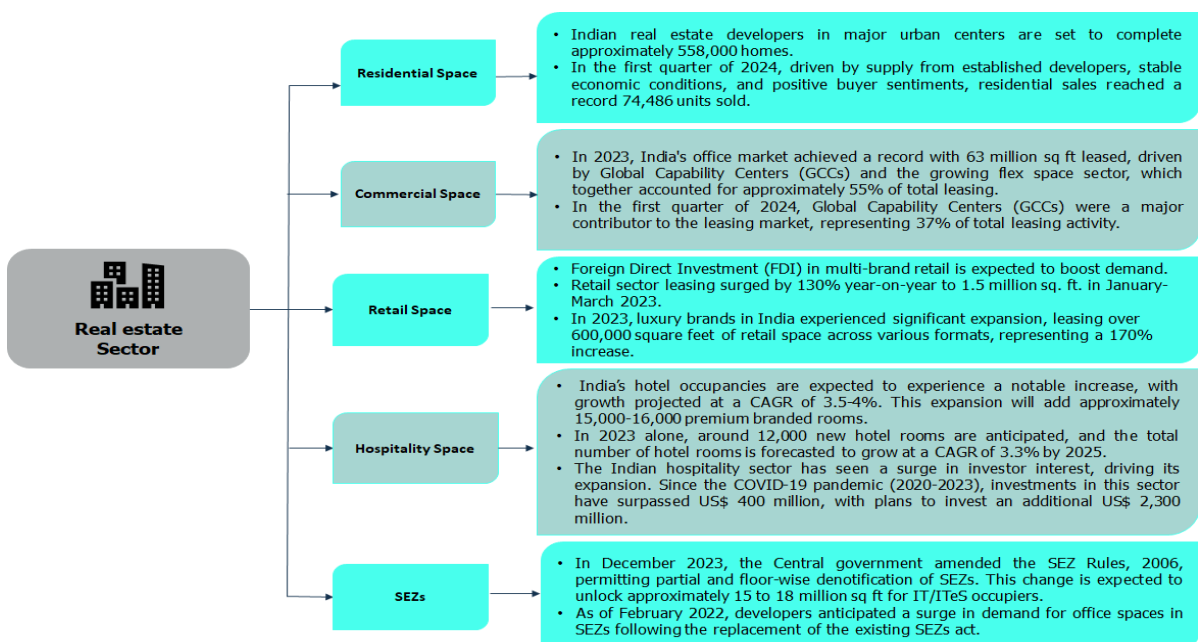 Real estate
Sector
Residential Space
• Indian real estate developers in major urban centers are set to complete
approximately 558,000 homes.
• In the first quarter of 2024, driven by supply from established developers, stable
economic conditions, and positive buyer sentiments, residential sales reached a
record 74,486 units sold.
Commercial Space
• In 2023, India's office market achieved a record with 63 million sq ft leased, driven
by Global Capability Centers (GCCs) and the growing flex space sector, which
together accounted for approximately 55% of total leasing.
• In the first quarter of 2024, Global Capability Centers (GCCs) were a major
contributor to the leasing market, representing 37% of total leasing activity.
Retail Space
• Foreign Direct Investment (FDI) in multi-brand retail is expected to boost demand.
• Retail sector leasing surged by 130% year-on-year to 1.5 million sq. ft. in January-
March 2023.
• In 2023, luxury brands in India experienced significant expansion, leasing over
600,000 square feet of retail space across various formats, representing a 170%
increase.
Hospitality Space
• India’s hotel occupancies are expected to experience a notable increase, with
growth projected at a CAGR of 3.5-4%. This expansion will add approximately
15,000-16,000 premium branded rooms.
• In 2023 alone, around 12,000 new hotel rooms are anticipated, and the total
number of hotel rooms is forecasted to grow at a CAGR of 3.3% by 2025.
• The Indian hospitality sector has seen a surge in investor interest, driving its
expansion. Since the COVID-19 pandemic (2020-2023), investments in this sector
have surpassed US$ 400 million, with plans to invest an additional US$ 2,300
million.
SEZs
• In December 2023, the Central government amended the SEZ Rules, 2006,
permitting partial and floor-wise denotification of SEZs. This change is expected to
unlock approximately 15 to 18 million sq ft for IT/ITeS occupiers.
• As of February 2022, developers anticipated a surge in demand for office spaces in
SEZs following the replacement of the existing SEZs act.